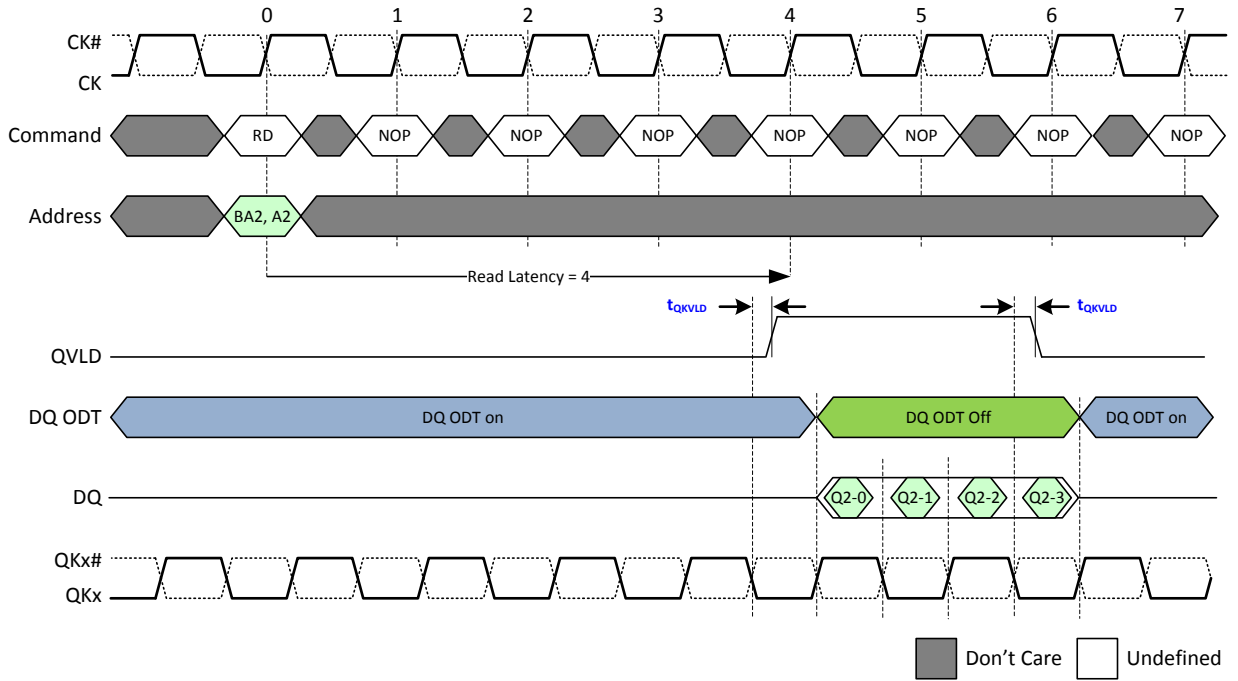 0 1 2 3 4 5 6 7
CK#
CK
Command RD NOP NOP NOP NOP NOP NOP NOP
Address BA2, A2
Read Latency = 4
tQKVLD tQKVLD
QVLD
DQ ODT DQ ODT on DQ ODT Off DQ ODT on
DQ Q2-0 Q2-1 Q2-2 Q2-3
QKx#
QKx
Don't Care Undefined